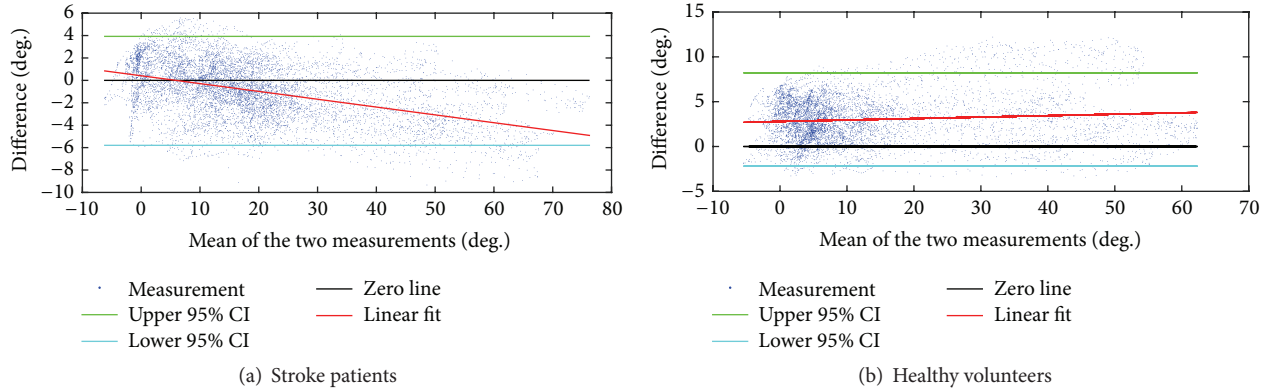 6
4
2
0
−2
−4
−6
−8
−10
Difference (deg.)
−10 0 10 20 30 40 50 60 70 80
Mean of the two measurements (deg.)
Measurement
Upper 95% CI
Lower 95% CI
Zero line
Linear fit
(a) Stroke patients
15
10
5
0
−5
Difference (deg.)
−10 0 10 20 30 40 50 60 70
Mean of the two measurements (deg.)
Measurement
Upper 95% CI
Lower 95% CI
Zero line
Linear fit
(b) Healthy volunteers